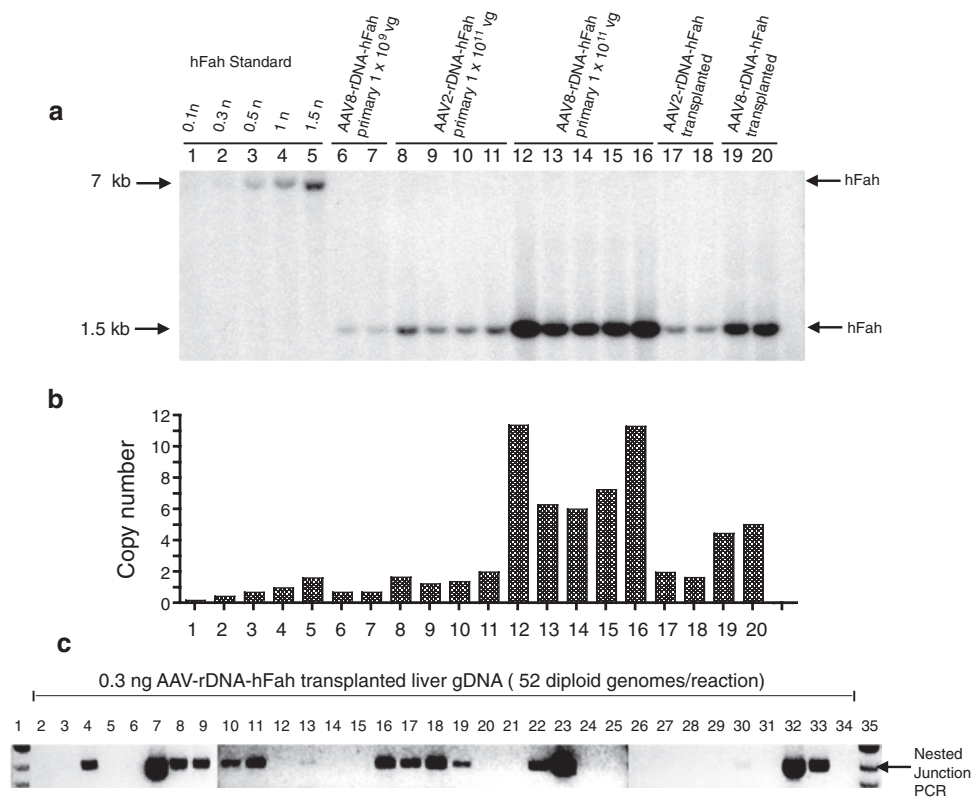 a
hFah Standard
0.1n
0.3 n
0.5 n
1 n
1.5 n
AAV8-rDNA-hFah
primary 1 x 10⁹ vg
AAV2-rDNA-hFah
primary 1 x 10¹¹ vg
AAV8-rDNA-hFah
primary 1 x 10¹¹ vg
AAV2-rDNA-hFah
transplanted
AAV8-rDNA-hFah
transplanted
1 2 3 4 5 6 7 8 9 10 11 12 13 14 15 16 17 18 19 20
7 kb
hFah
1.5 kb
hFah
b
Copy number
12
10
8
6
4
2
0
1 2 3 4 5 6 7 8 9 10 11 12 13 14 15 16 17 18 19 20
c
0.3 ng AAV-rDNA-hFah transplanted liver gDNA ( 52 diploid genomes/reaction)
1 2 3 4 5 6 7 8 9 10 11 12 13 14 15 16 17 18 19 20 21 22 23 24 25 26 27 28 29 30 31 32 33 34 35
Nested
Junction
PCR